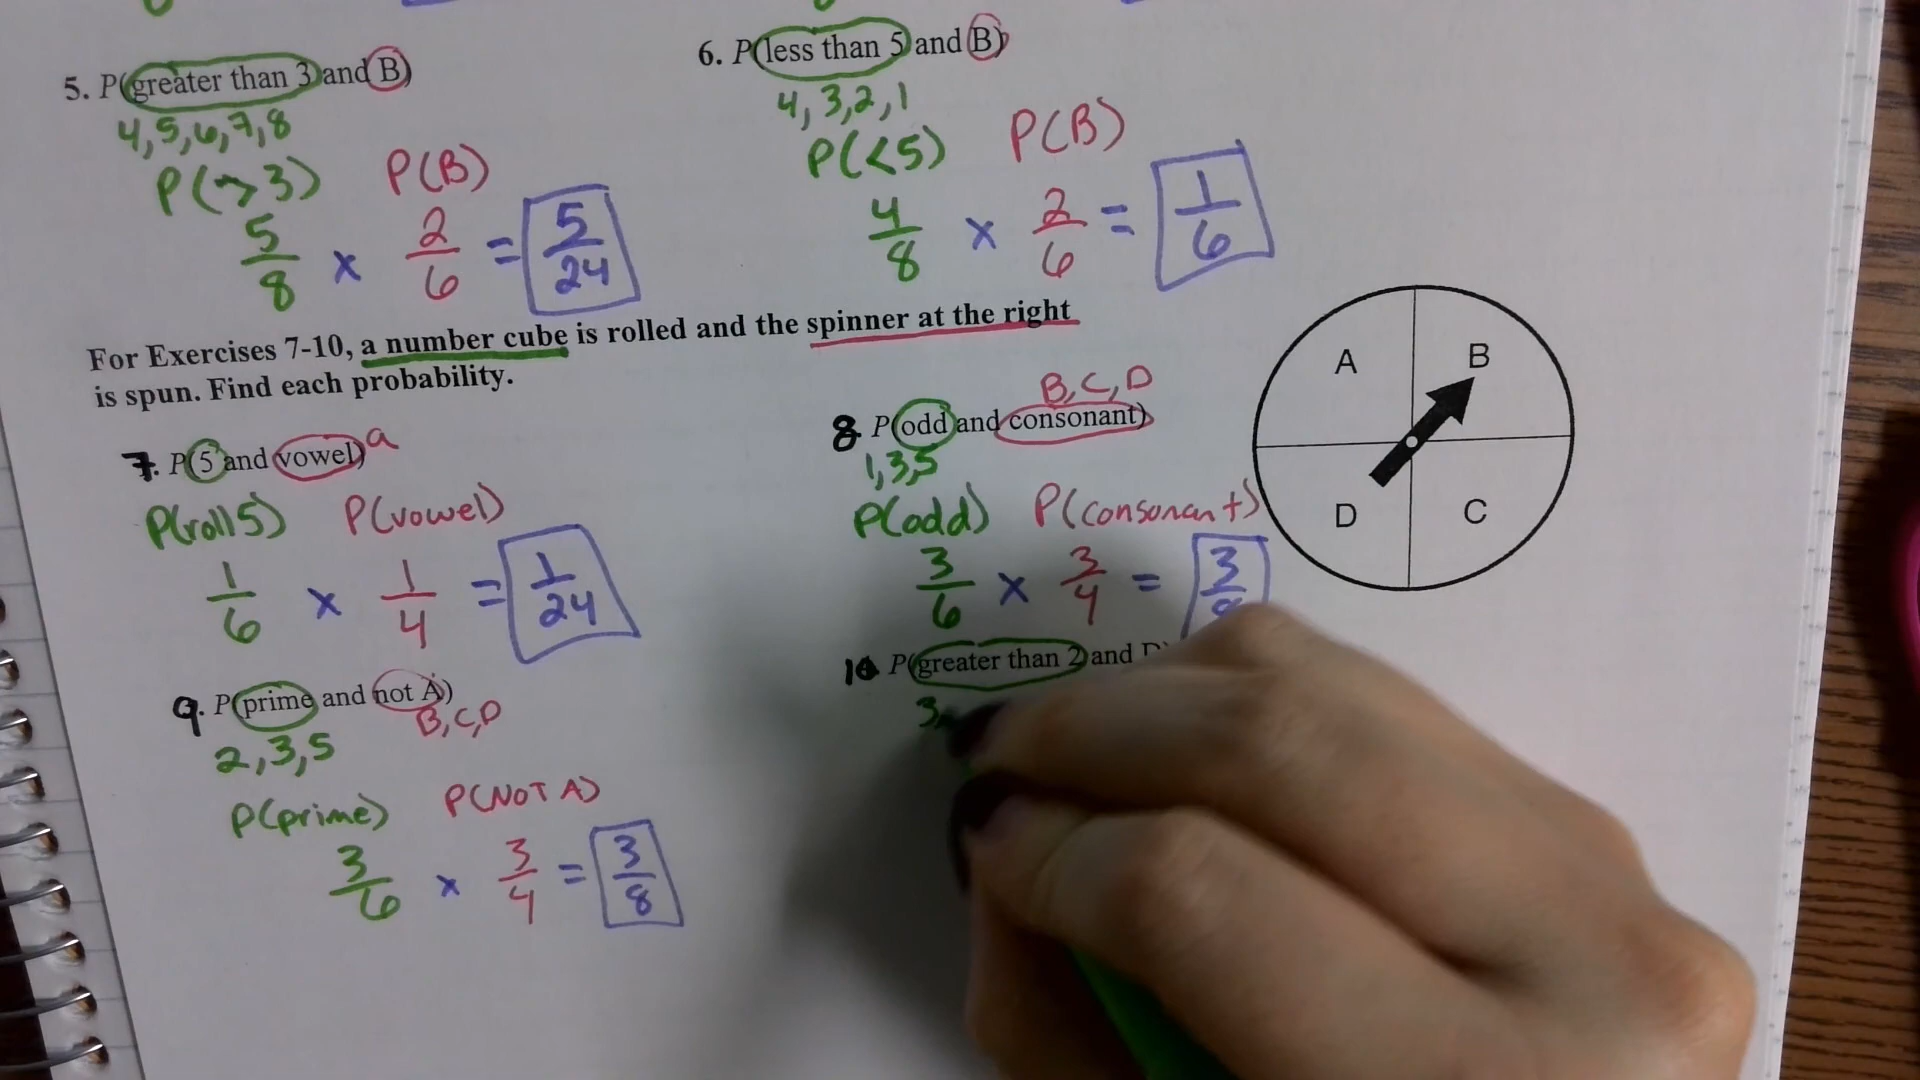 5. P(greater than 3 and B)
4,5,6,7,8
P(>3) P(B)
5/8 x 2/6 = 5/24
6. P(less than 5 and B)
4,3,2,1
P(<5) P(B)
4/8 x 2/6 = 1/6
For Exercises 7-10, a number cube is rolled and the spinner at the right
is spun. Find each probability.
7. P(5 and vowel) a
P(roll 5) P(vowel)
1/6 x 1/4 = 1/24
B,C,D
8 P(odd and consonant)
1,3,5
P(odd) P(consonant)
3/6 x 3/4 = 3/8
A B
D C
9. P(prime and not A)
B,C,D
2,3,5
P(prime) P(NOT A)
3/6 x 3/4 = 3/8
10 P(greater than 2 and D)
3,